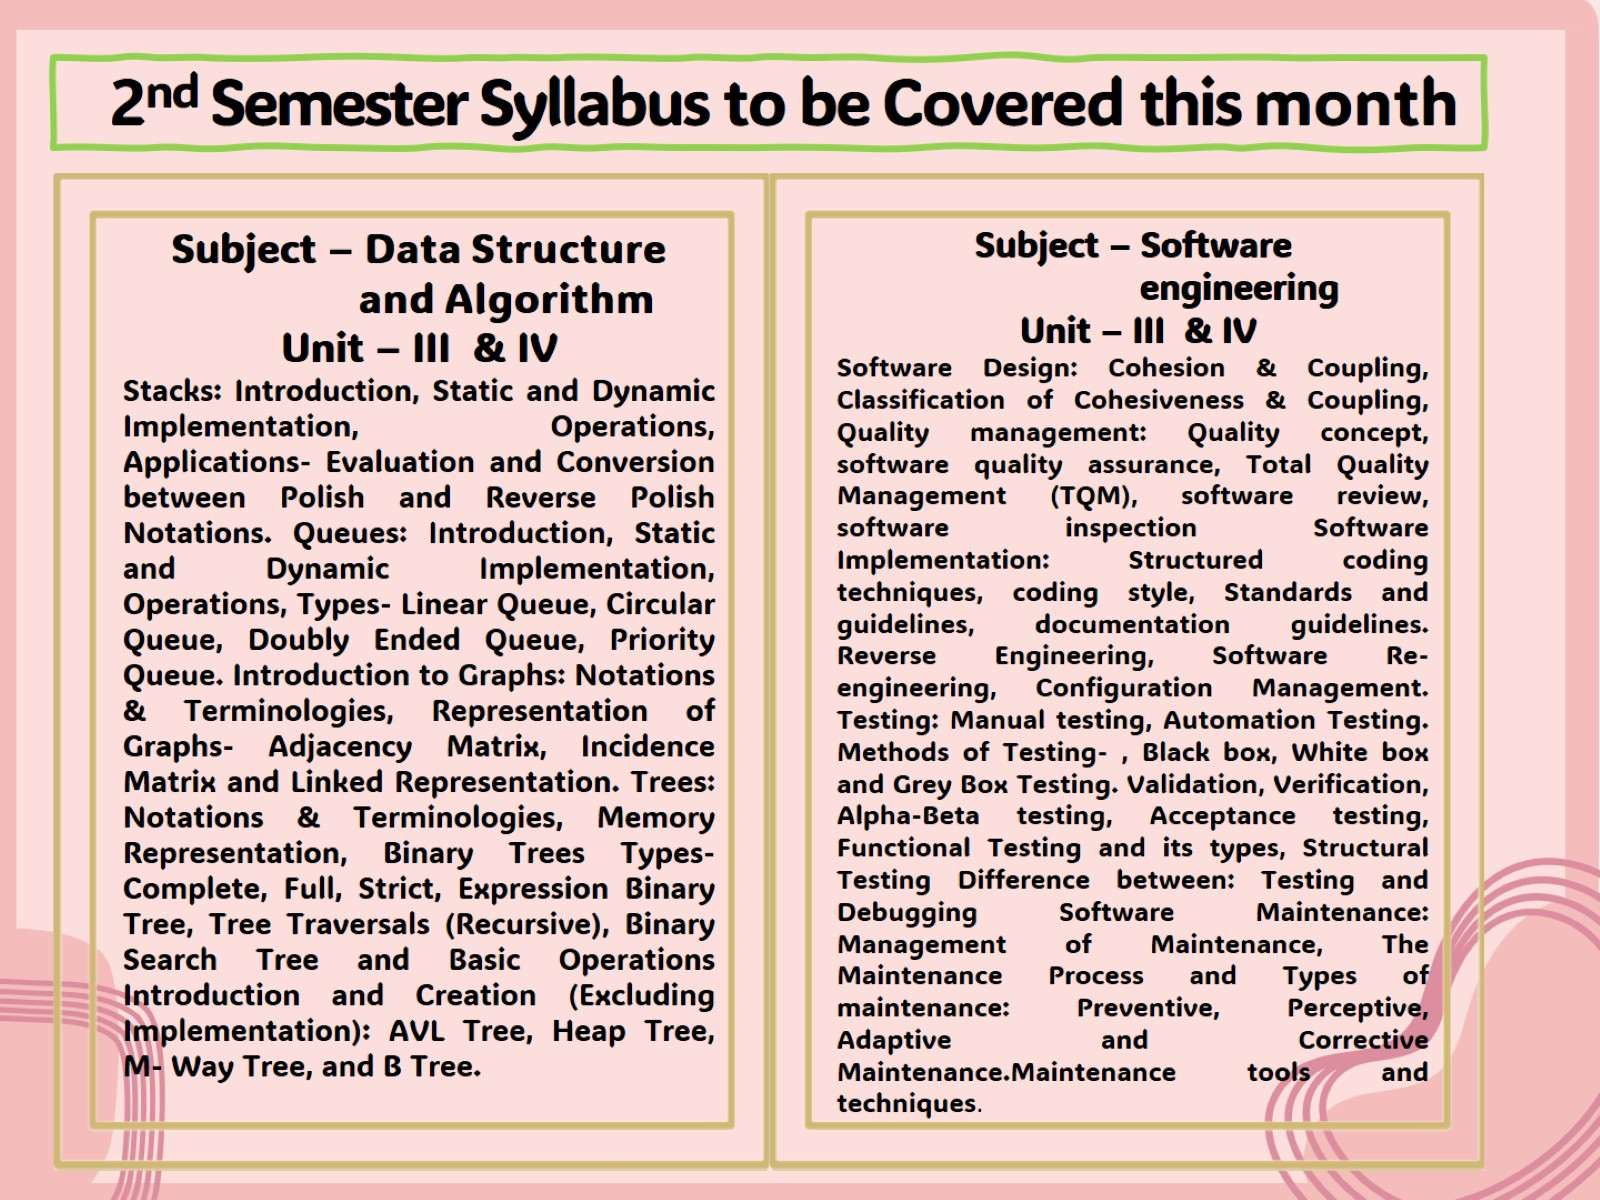 2nd Semester Syllabus to be Covered this month
Subject – Data Structure
and Algorithm
Unit – III & IV
Stacks: Introduction, Static and Dynamic
Implementation, Operations,
Applications- Evaluation and Conversion
between Polish and Reverse Polish
Notations. Queues: Introduction, Static
and Dynamic Implementation,
Operations, Types- Linear Queue, Circular
Queue, Doubly Ended Queue, Priority
Queue. Introduction to Graphs: Notations
& Terminologies, Representation of
Graphs- Adjacency Matrix, Incidence
Matrix and Linked Representation. Trees:
Notations & Terminologies, Memory
Representation, Binary Trees Types-
Complete, Full, Strict, Expression Binary
Tree, Tree Traversals (Recursive), Binary
Search Tree and Basic Operations
Introduction and Creation (Excluding
Implementation): AVL Tree, Heap Tree,
M- Way Tree, and B Tree.
Subject – Software
engineering
Unit – III & IV
Software Design: Cohesion & Coupling,
Classification of Cohesiveness & Coupling,
Quality management: Quality concept,
software quality assurance, Total Quality
Management (TQM), software review,
software inspection Software
Implementation: Structured coding
techniques, coding style, Standards and
guidelines, documentation guidelines.
Reverse Engineering, Software Re-
engineering, Configuration Management.
Testing: Manual testing, Automation Testing.
Methods of Testing- , Black box, White box
and Grey Box Testing. Validation, Verification,
Alpha-Beta testing, Acceptance testing,
Functional Testing and its types, Structural
Testing Difference between: Testing and
Debugging Software Maintenance:
Management of Maintenance, The
Maintenance Process and Types of
maintenance: Preventive, Perceptive,
Adaptive and Corrective
Maintenance.Maintenance tools and
techniques.